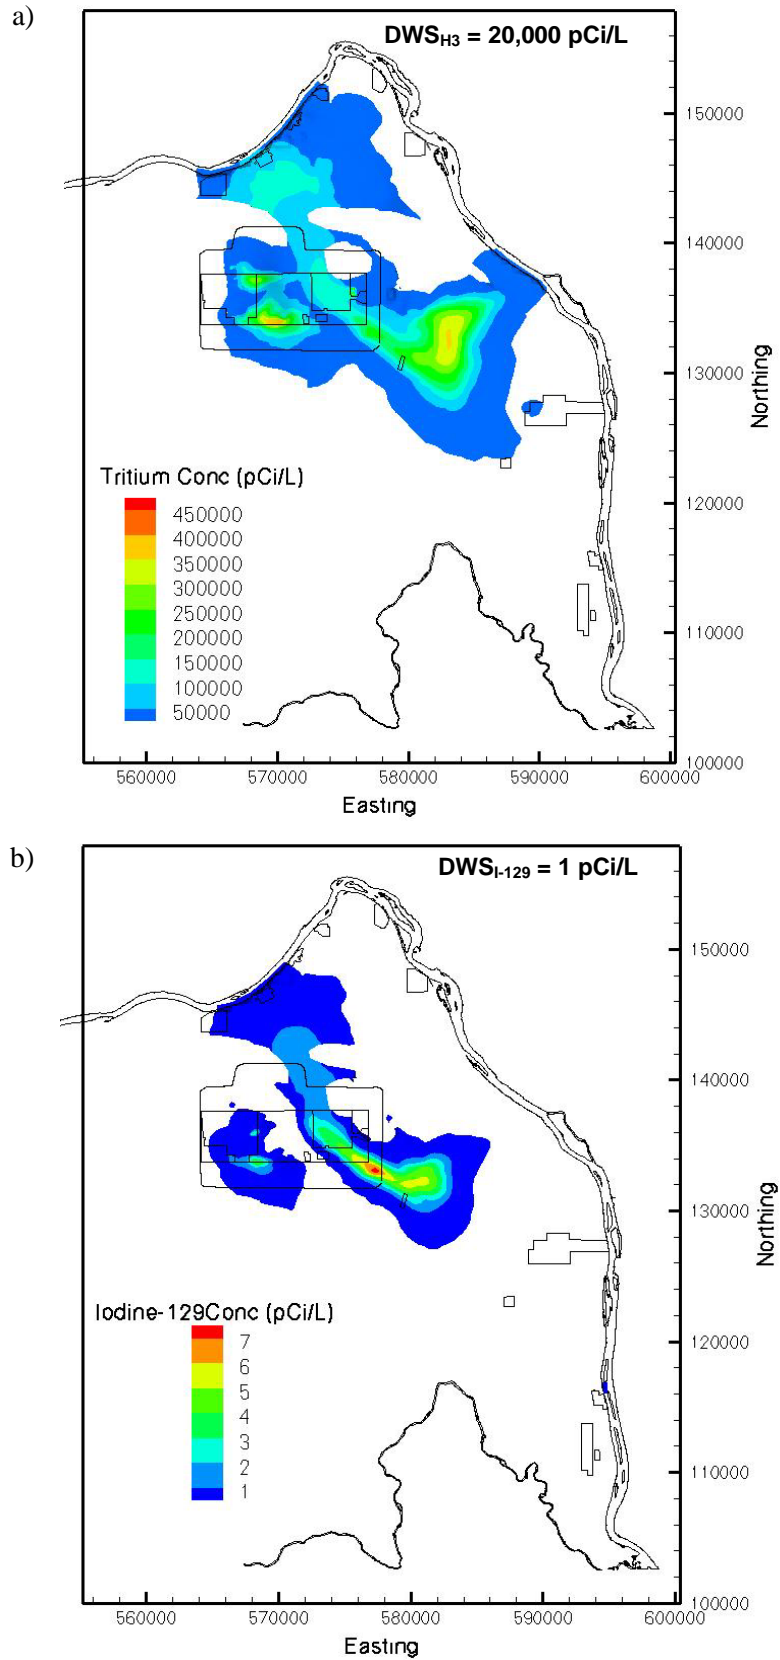 a)
DWSH3 = 20,000 pCi/L
150000
140000
130000
120000
110000
100000
Northing
Tritium Conc (pCi/L)
450000
400000
350000
300000
250000
200000
150000
100000
50000
560000 570000 580000 590000 600000
Easting
b)
DWSI-129 = 1 pCi/L
150000
140000
130000
120000
110000
100000
Northing
Iodine-129Conc (pCi/L)
7
6
5
4
3
2
1
560000 570000 580000 590000 600000
Easting